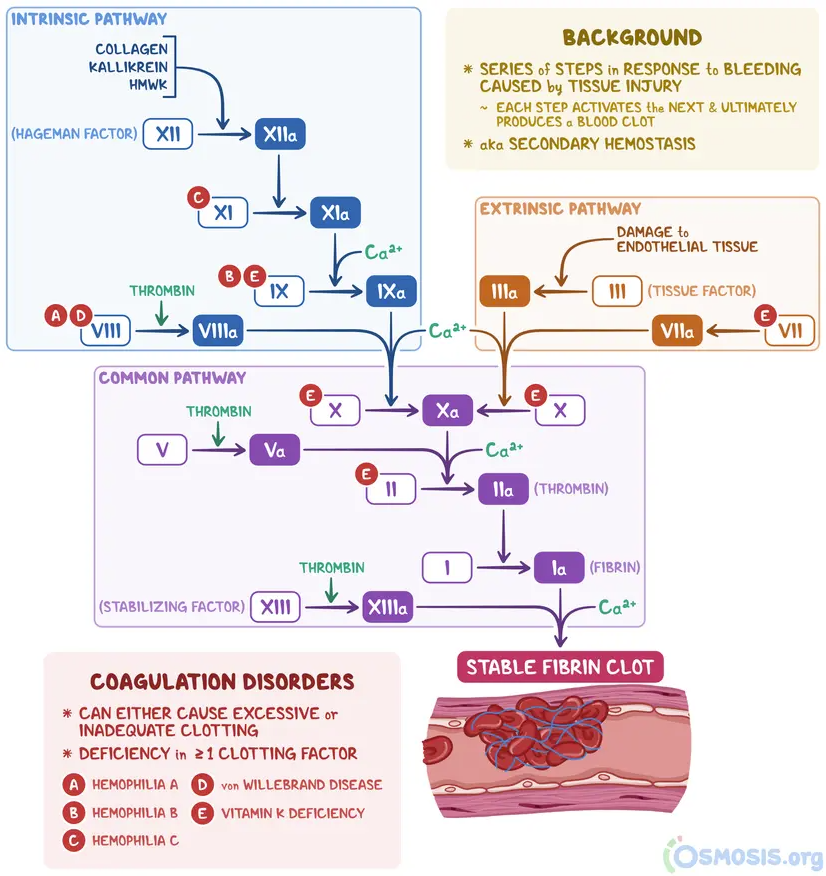 INTRINSIC PATHWAY
COLLAGEN
KALLIKREIN
HMWK
(HAGEMAN FACTOR) XII XIIa
C XI XIa
Ca²⁺
B E IX IXa
THROMBIN
A D VIII VIIIa
Ca²⁺
BACKGROUND
* SERIES of STEPS in RESPONSE to BLEEDING
CAUSED by TISSUE INJURY
~ EACH STEP ACTIVATES the NEXT & ULTIMATELY
PRODUCES a BLOOD CLOT
* aka SECONDARY HEMOSTASIS
EXTRINSIC PATHWAY
DAMAGE to
ENDOTHELIAL TISSUE
IIIa III (TISSUE FACTOR)
VIIa E VII
COMMON PATHWAY
E X Xa E X
THROMBIN
V Va Ca²⁺
E II IIa (THROMBIN)
I Ia (FIBRIN)
THROMBIN
(STABILIZING FACTOR) XIII XIIIa Ca²⁺
STABLE FIBRIN CLOT
COAGULATION DISORDERS
* CAN EITHER CAUSE EXCESSIVE or
INADEQUATE CLOTTING
* DEFICIENCY in ≥1 CLOTTING FACTOR
A HEMOPHILIA A D von WILLEBRAND DISEASE
B HEMOPHILIA B E VITAMIN K DEFICIENCY
C HEMOPHILIA C
OSMOSIS.org